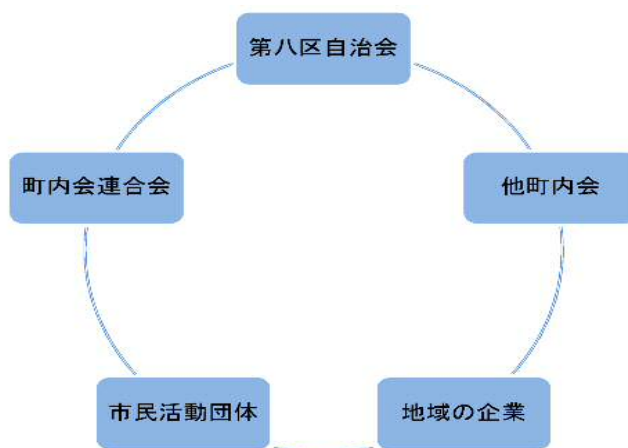 第八区自治会
町内会連合会
他町内会
市民活動団体
地域の企業